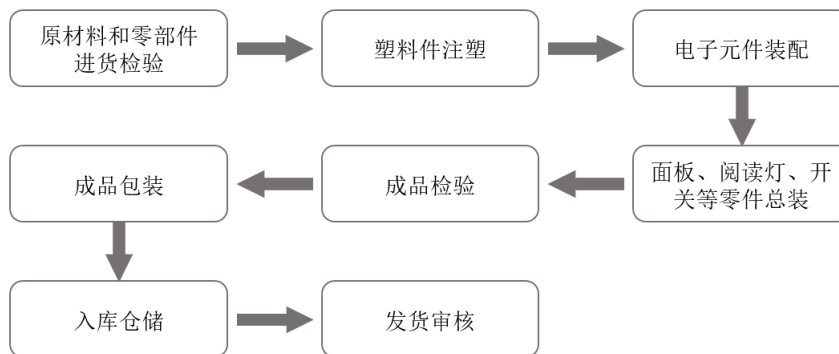 原材料和零部件
进货检验
塑料件注塑
电子元件装配
面板、阅读灯、开
关等零件总装
成品检验
成品包装
入库仓储
发货审核